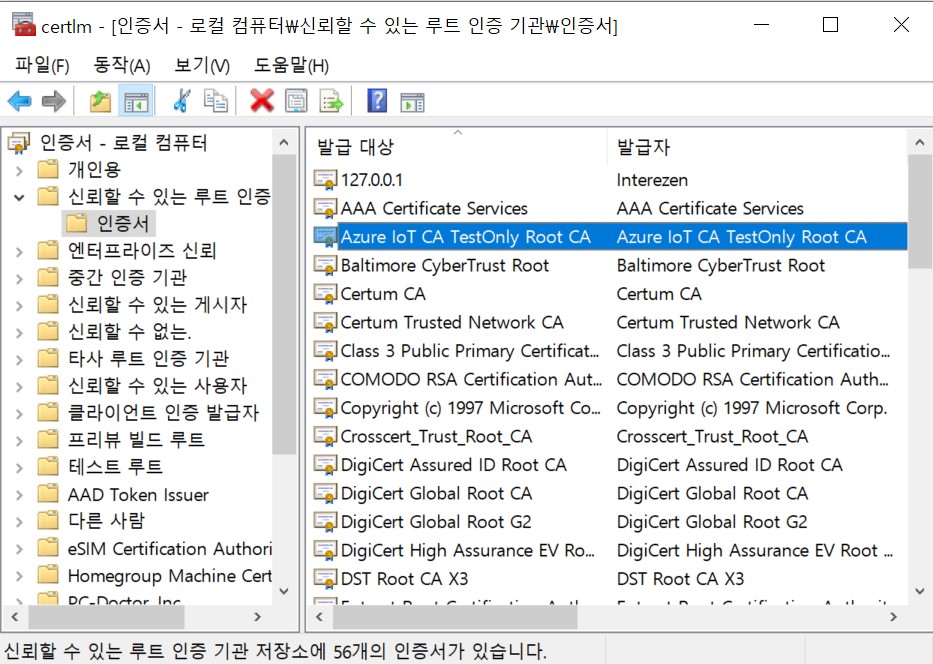 certlm - [인증서 - 로컬 컴퓨터₩신뢰할 수 있는 루트 인증 기관₩인증서]
파일(F) 동작(A) 보기(V) 도움말(H)
인증서 - 로컬 컴퓨터
개인용
신뢰할 수 있는 루트 인증
인증서
엔터프라이즈 신뢰
중간 인증 기관
신뢰할 수 있는 게시자
신뢰할 수 없는.
타사 루트 인증 기관
신뢰할 수 있는 사용자
클라이언트 인증 발급자
프리뷰 빌드 루트
테스트 루트
AAD Token Issuer
다른 사람
eSIM Certification Authori
Homegroup Machine Cert
PC-Doctor, Inc.
발급 대상 발급자
127.0.0.1 Interezen
AAA Certificate Services AAA Certificate Services
Azure IoT CA TestOnly Root CA Azure IoT CA TestOnly Root CA
Baltimore CyberTrust Root Baltimore CyberTrust Root
Certum CA Certum CA
Certum Trusted Network CA Certum Trusted Network CA
Class 3 Public Primary Certificat... Class 3 Public Primary Certificatio...
COMODO RSA Certification Aut... COMODO RSA Certification Auth...
Copyright (c) 1997 Microsoft Co... Copyright (c) 1997 Microsoft Corp.
Crosscert_Trust_Root_CA Crosscert_Trust_Root_CA
DigiCert Assured ID Root CA DigiCert Assured ID Root CA
DigiCert Global Root CA DigiCert Global Root CA
DigiCert Global Root G2 DigiCert Global Root G2
DigiCert High Assurance EV Ro... DigiCert High Assurance EV Root ...
DST Root CA X3 DST Root CA X3
신뢰할 수 있는 루트 인증 기관 저장소에 56개의 인증서가 있습니다.